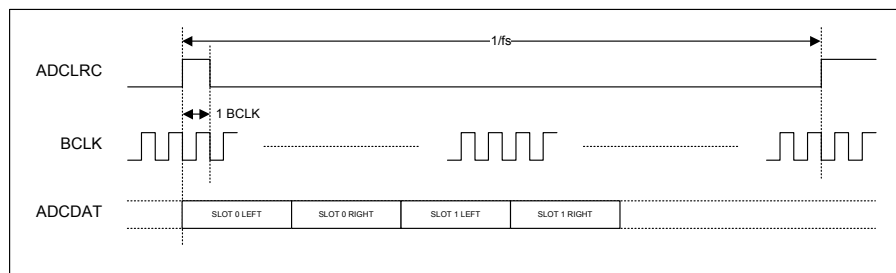 1/fs
ADCLRC
1 BCLK
BCLK
ADCDAT
SLOT 0 LEFT SLOT 0 RIGHT SLOT 1 LEFT SLOT 1 RIGHT